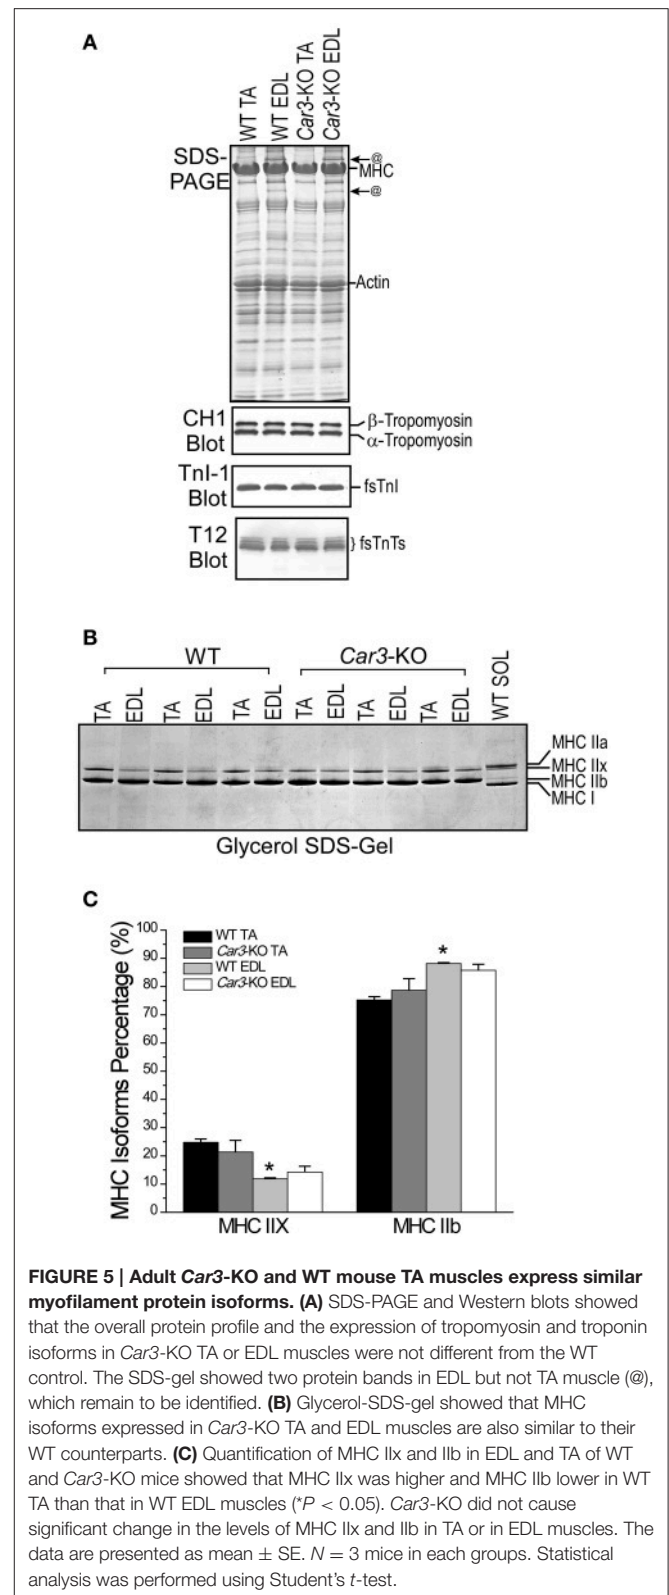 A
WT TA
WT EDL
Car3-KO TA
Car3-KO EDL
SDS-
PAGE
@
MHC
@
Actin
CH1
Blot
β-Tropomyosin
α-Tropomyosin
TnI-1
Blot
fsTnI
T12
Blot
} fsTnTs
B
WT
Car3-KO
TA
EDL
TA
EDL
TA
EDL
TA
EDL
TA
EDL
TA
EDL
WT SOL
MHC IIa
MHC IIx
MHC IIb
MHC I
Glycerol SDS-Gel
C
MHC Isoforms Percentage (%)
100
90
80
70
60
50
40
30
20
10
0
WT TA
Car3-KO TA
WT EDL
Car3-KO EDL
*
*
MHC IIX
MHC IIb
FIGURE 5 | Adult Car3-KO and WT mouse TA muscles express similar
myofilament protein isoforms. (A) SDS-PAGE and Western blots showed
that the overall protein profile and the expression of tropomyosin and troponin
isoforms in Car3-KO TA or EDL muscles were not different from the WT
control. The SDS-gel showed two protein bands in EDL but not TA muscle (@),
which remain to be identified. (B) Glycerol-SDS-gel showed that MHC
isoforms expressed in Car3-KO TA and EDL muscles are also similar to their
WT counterparts. (C) Quantification of MHC IIx and IIb in EDL and TA of WT
and Car3-KO mice showed that MHC IIx was higher and MHC IIb lower in WT
TA than that in WT EDL muscles (*P < 0.05). Car3-KO did not cause
significant change in the levels of MHC IIx and IIb in TA or in EDL muscles. The
data are presented as mean ± SE. N = 3 mice in each groups. Statistical
analysis was performed using Student's t-test.